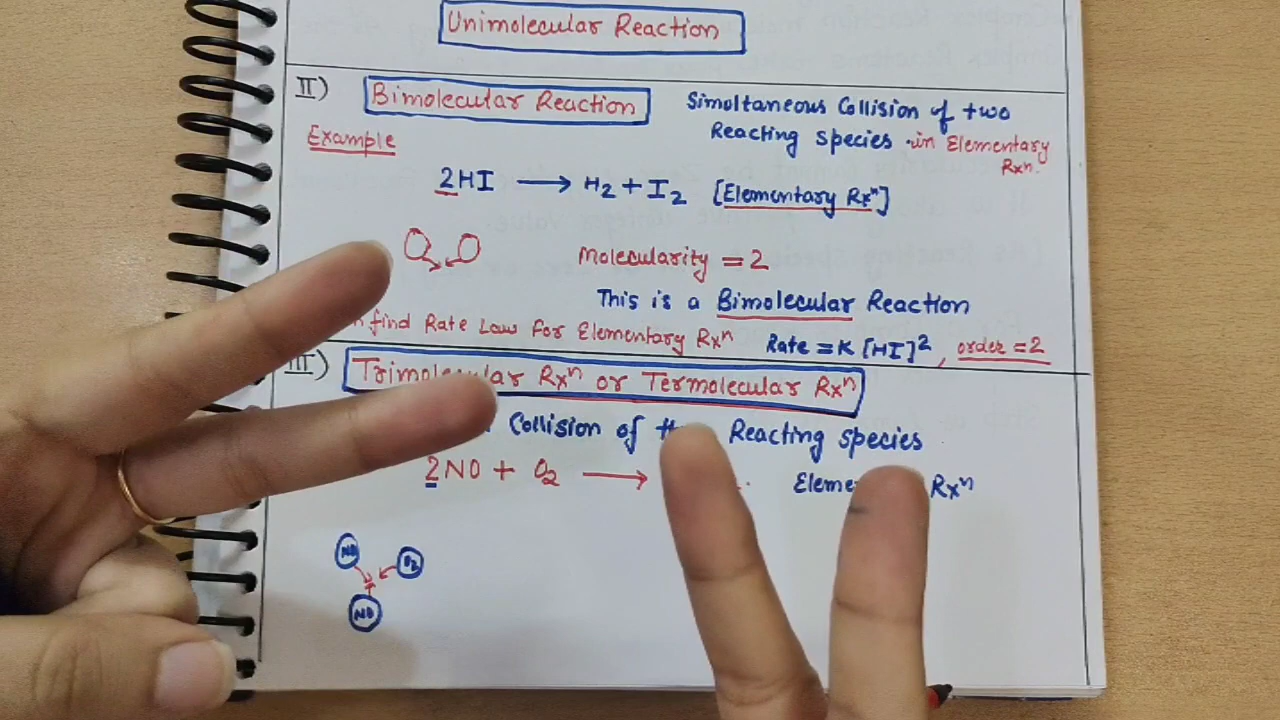 Unimolecular Reaction
II) Bimolecular Reaction
Simoltaneous Collision of two
Reacting species in Elementary
Rxⁿ.
Example
2HI ⟶ H₂ + I₂ [Elementary Rxⁿ]
Molecularity = 2
This is a Bimolecular Reaction
find Rate Law For Elementary Rxⁿ Rate = K [HI]², order = 2
III) Trimolecular Rxⁿ or Termolecular Rxⁿ
Collision of Reacting species
2NO + O₂ ⟶ Rxⁿ
NO O₂
NO